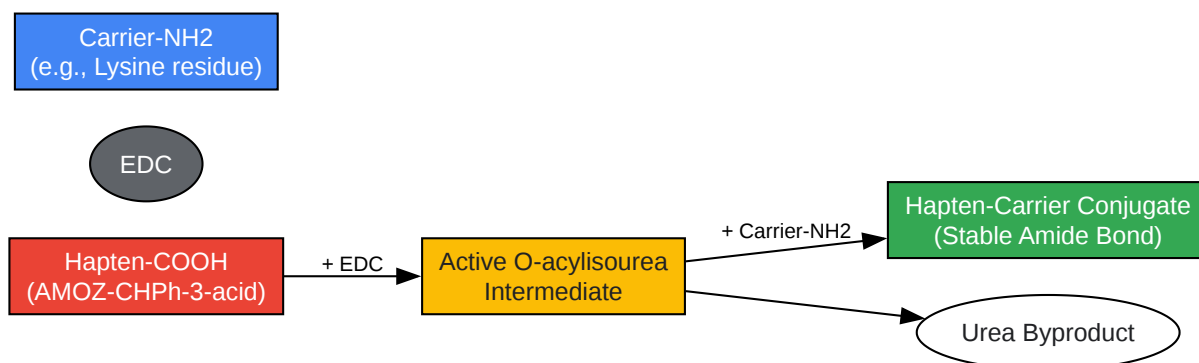 Carrier-NH2
(e.g., Lysine residue)
EDC
Hapten-COOH
(AMOZ-CHPh-3-acid)
+ EDC
Active O-acylisourea
Intermediate
+ Carrier-NH2
Hapten-Carrier Conjugate
(Stable Amide Bond)
Urea Byproduct